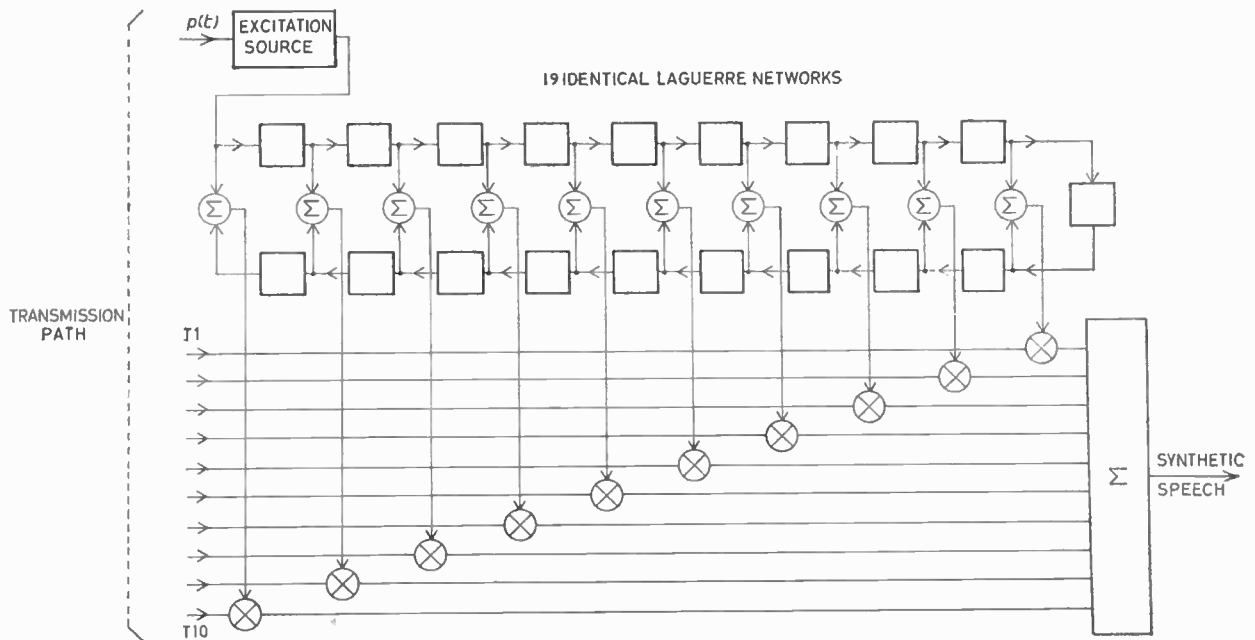 p(t)
EXCITATION
SOURCE
19 IDENTICAL LAGUERRE NETWORKS
Σ Σ Σ Σ Σ Σ Σ Σ Σ Σ
TRANSMISSION
PATH
T1
Σ
SYNTHETIC
SPEECH
T10